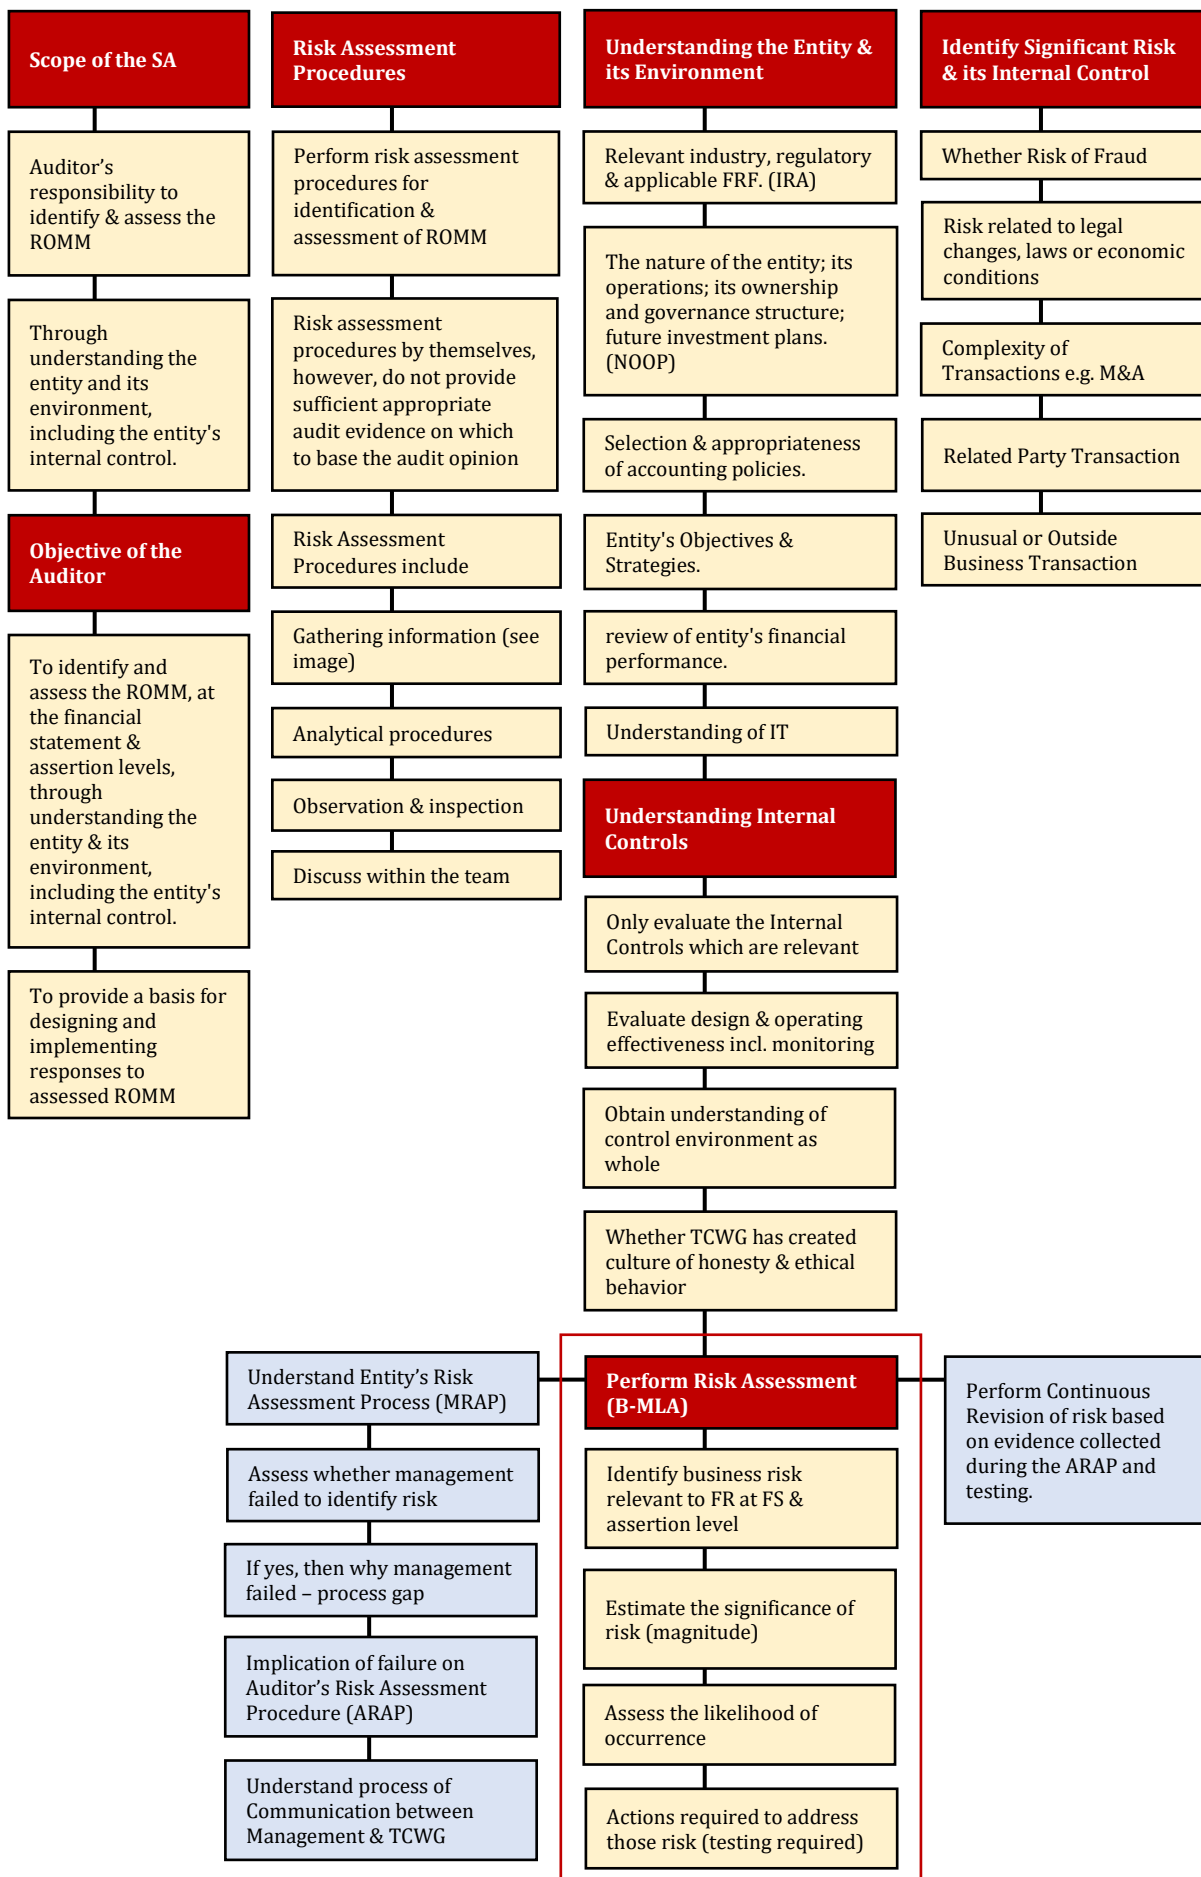 Scope of the SA
Auditor’s
responsibility to
identify & assess the
ROMM
Through
understanding the
entity and its
environment,
including the entity's
internal control.
Objective of the
Auditor
To identify and
assess the ROMM, at
the financial
statement &
assertion levels,
through
understanding the
entity & its
environment,
including the entity's
internal control.
To provide a basis for
designing and
implementing
responses to
assessed ROMM
Risk Assessment
Procedures
Perform risk assessment
procedures for
identification &
assessment of ROMM
Risk assessment
procedures by themselves,
however, do not provide
sufficient appropriate
audit evidence on which
to base the audit opinion
Risk Assessment
Procedures include
Gathering information (see
image)
Analytical procedures
Observation & inspection
Discuss within the team
Understanding the Entity &
its Environment
Relevant industry, regulatory
& applicable FRF. (IRA)
The nature of the entity; its
operations; its ownership
and governance structure;
future investment plans.
(NOOP)
Selection & appropriateness
of accounting policies.
Entity's Objectives &
Strategies.
review of entity's financial
performance.
Understanding of IT
Understanding Internal
Controls
Only evaluate the Internal
Controls which are relevant
Evaluate design & operating
effectiveness incl. monitoring
Obtain understanding of
control environment as
whole
Whether TCWG has created
culture of honesty & ethical
behavior
Identify Significant Risk
& its Internal Control
Whether Risk of Fraud
Risk related to legal
changes, laws or economic
conditions
Complexity of
Transactions e.g. M&A
Related Party Transaction
Unusual or Outside
Business Transaction
Understand Entity’s Risk
Assessment Process (MRAP)
Assess whether management
failed to identify risk
If yes, then why management
failed – process gap
Implication of failure on
Auditor’s Risk Assessment
Procedure (ARAP)
Understand process of
Communication between
Management & TCWG
Perform Risk Assessment
(B-MLA)
Identify business risk
relevant to FR at FS &
assertion level
Estimate the significance of
risk (magnitude)
Assess the likelihood of
occurrence
Actions required to address
those risk (testing required)
Perform Continuous
Revision of risk based
on evidence collected
during the ARAP and
testing.